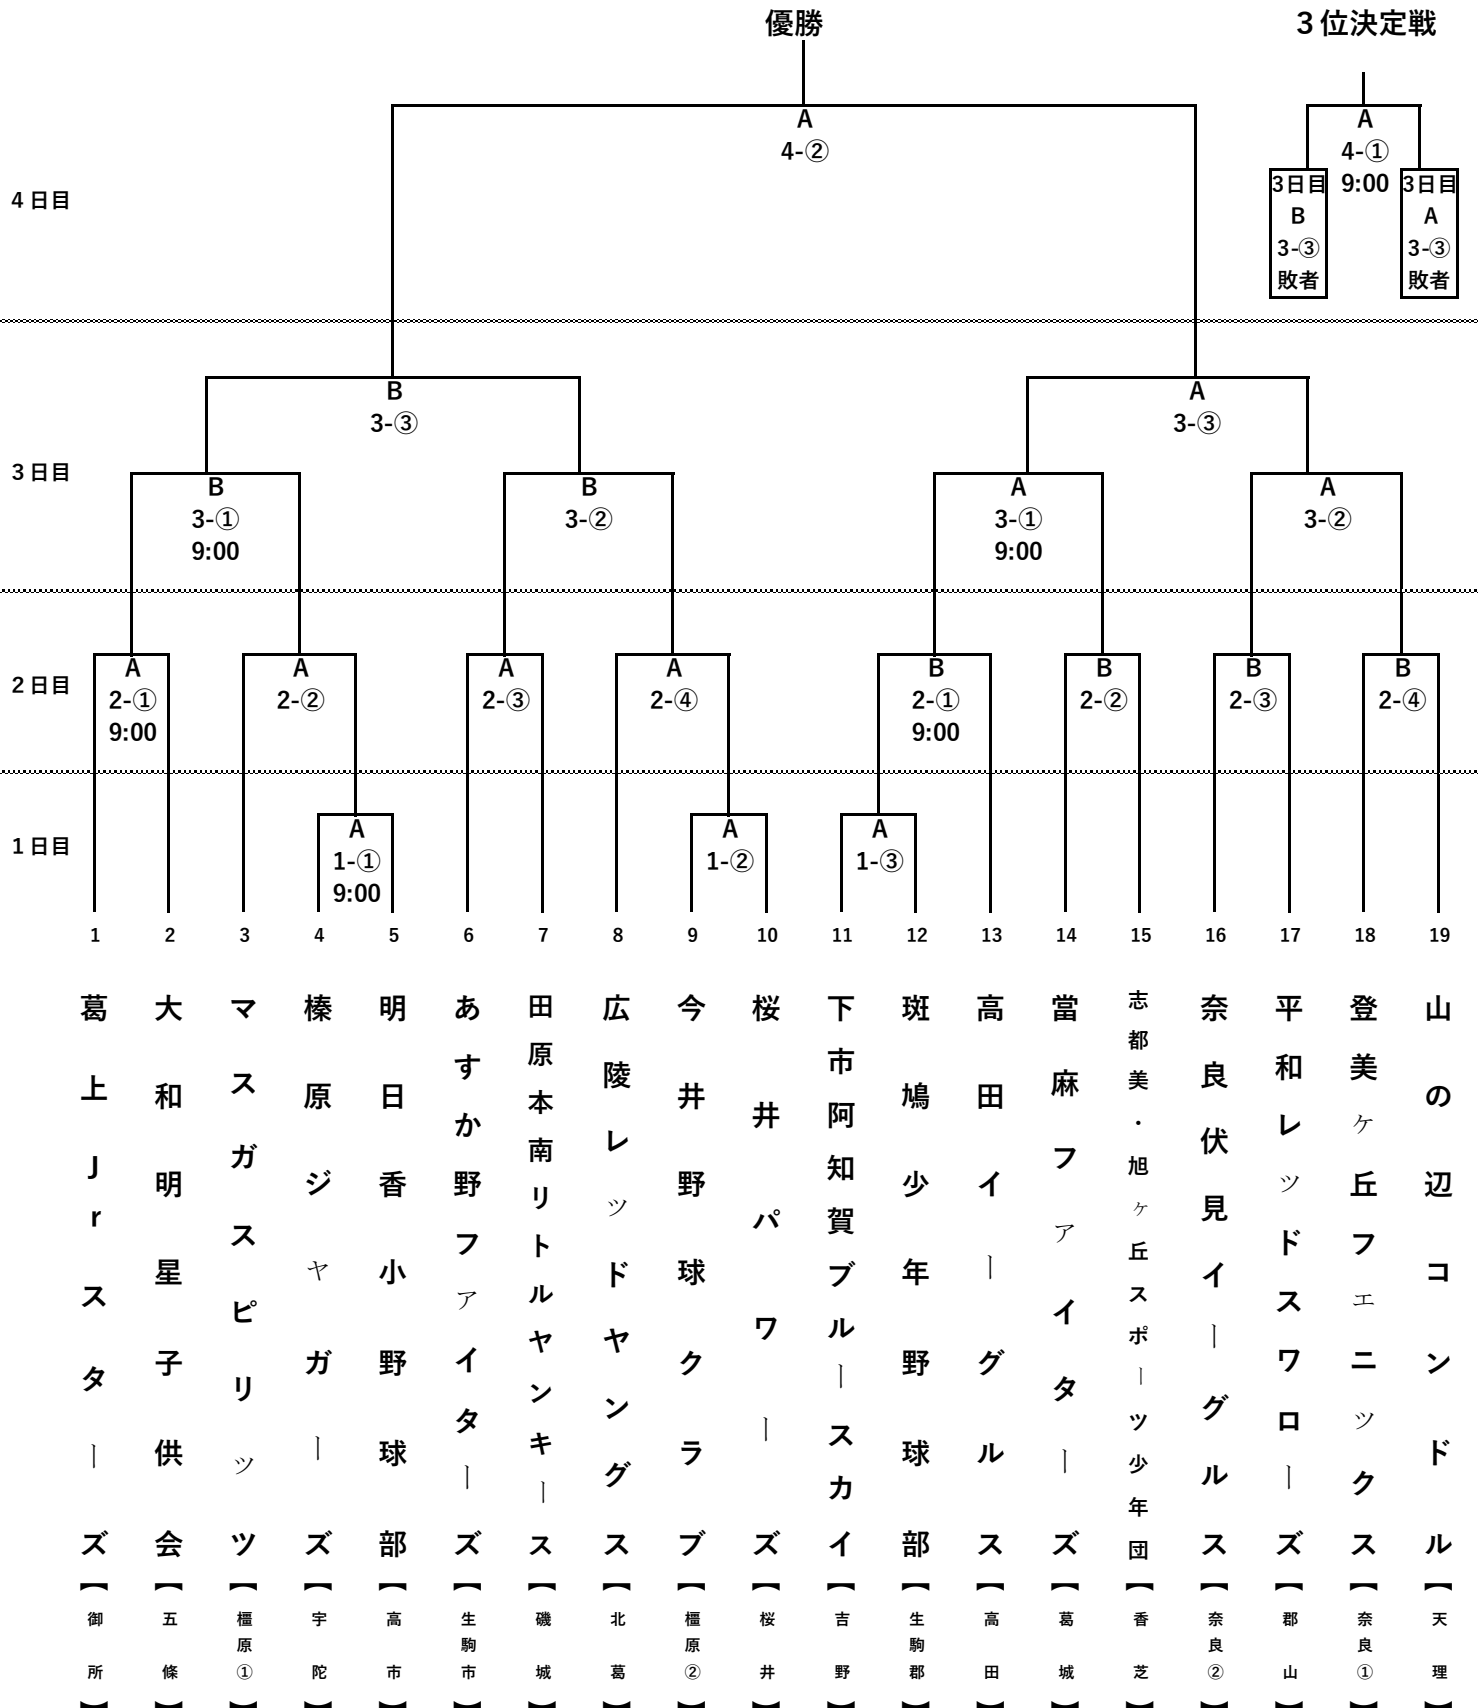 優勝
３位決定戦
A
4-②
A
4-①
9:00
3日目
B
3-③
敗者
3日目
A
3-③
敗者
４日目
B
3-③
A
3-③
３日目
B
3-①
9:00
B
3-②
A
3-①
9:00
A
3-②
２日目
A
2-①
9:00
A
2-②
A
2-③
A
2-④
B
2-①
9:00
B
2-②
B
2-③
B
2-④
１日目
A
1-①
9:00
A
1-②
A
1-③
1 2 3 4 5 6 7 8 9 10 11 12 13 14 15 16 17 18 19
葛上Jrスターズ【御所】
大和明星子供会【五條】
マスガスピリッツ【橿原①】
榛原ジャガーズ【宇陀】
明日香小野球部【高市】
あすか野ファイターズ【生駒市】
田原本南リトルヤンキース【磯城】
広陵レッドヤングス【北葛】
今井野球クラブ【橿原②】
桜井パワーズ【桜井】
下市阿知賀ブルースカイ【吉野】
斑鳩少年野球部【生駒郡】
高田イーグルス【高田】
當麻ファイターズ【葛城】
志都美・旭ヶ丘スポーツ少年団【香芝】
奈良伏見イーグルス【奈良②】
平和レッドスワローズ【郡山】
登美ケ丘フェニックス【奈良①】
山の辺コンドル【天理】